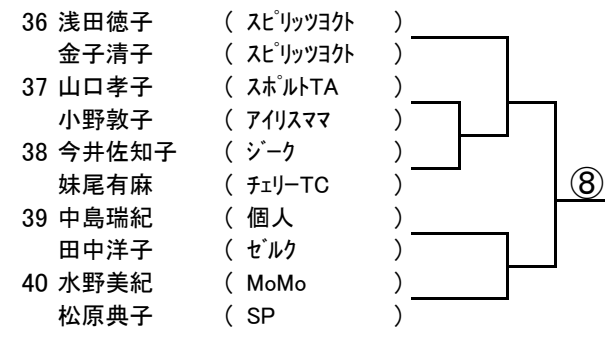 36 浅田徳子 ( ｽﾋﾟﾘｯﾂﾖｸﾄ )
金子清子 ( ｽﾋﾟﾘｯﾂﾖｸﾄ )
37 山口孝子 ( ｽﾎﾟﾙﾄTA )
小野敦子 ( ｱｲﾘｽﾏﾏ )
38 今井佐知子 ( ｼﾞｰｸ )
妹尾有麻 ( ﾁｪﾘｰTC )
⑧
39 中島瑞紀 ( 個人 )
田中洋子 ( ｾﾞﾙｸ )
40 水野美紀 ( MoMo )
松原典子 ( SP )